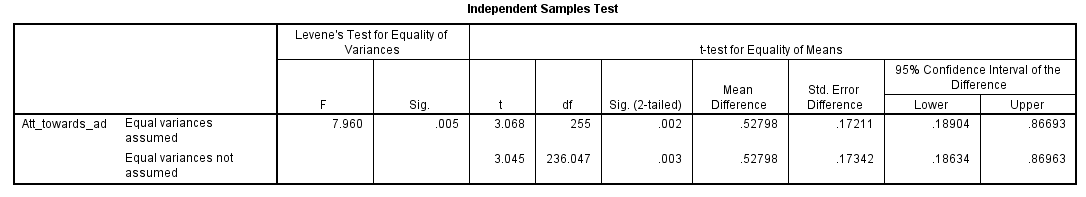 Independent Samples Test
Levene's Test for Equality of
Variances
t-test for Equality of Means
F
Sig.
t
df
Sig. (2-tailed)
Mean
Difference
Std. Error
Difference
95% Confidence Interval of the
Difference
Lower
Upper
Att_towards_ad Equal variances
assumed
7.960 .005 3.068 255 .002 .52798 .17211 .18904 .86693
Equal variances not
assumed
3.045 236.047 .003 .52798 .17342 .18634 .86963